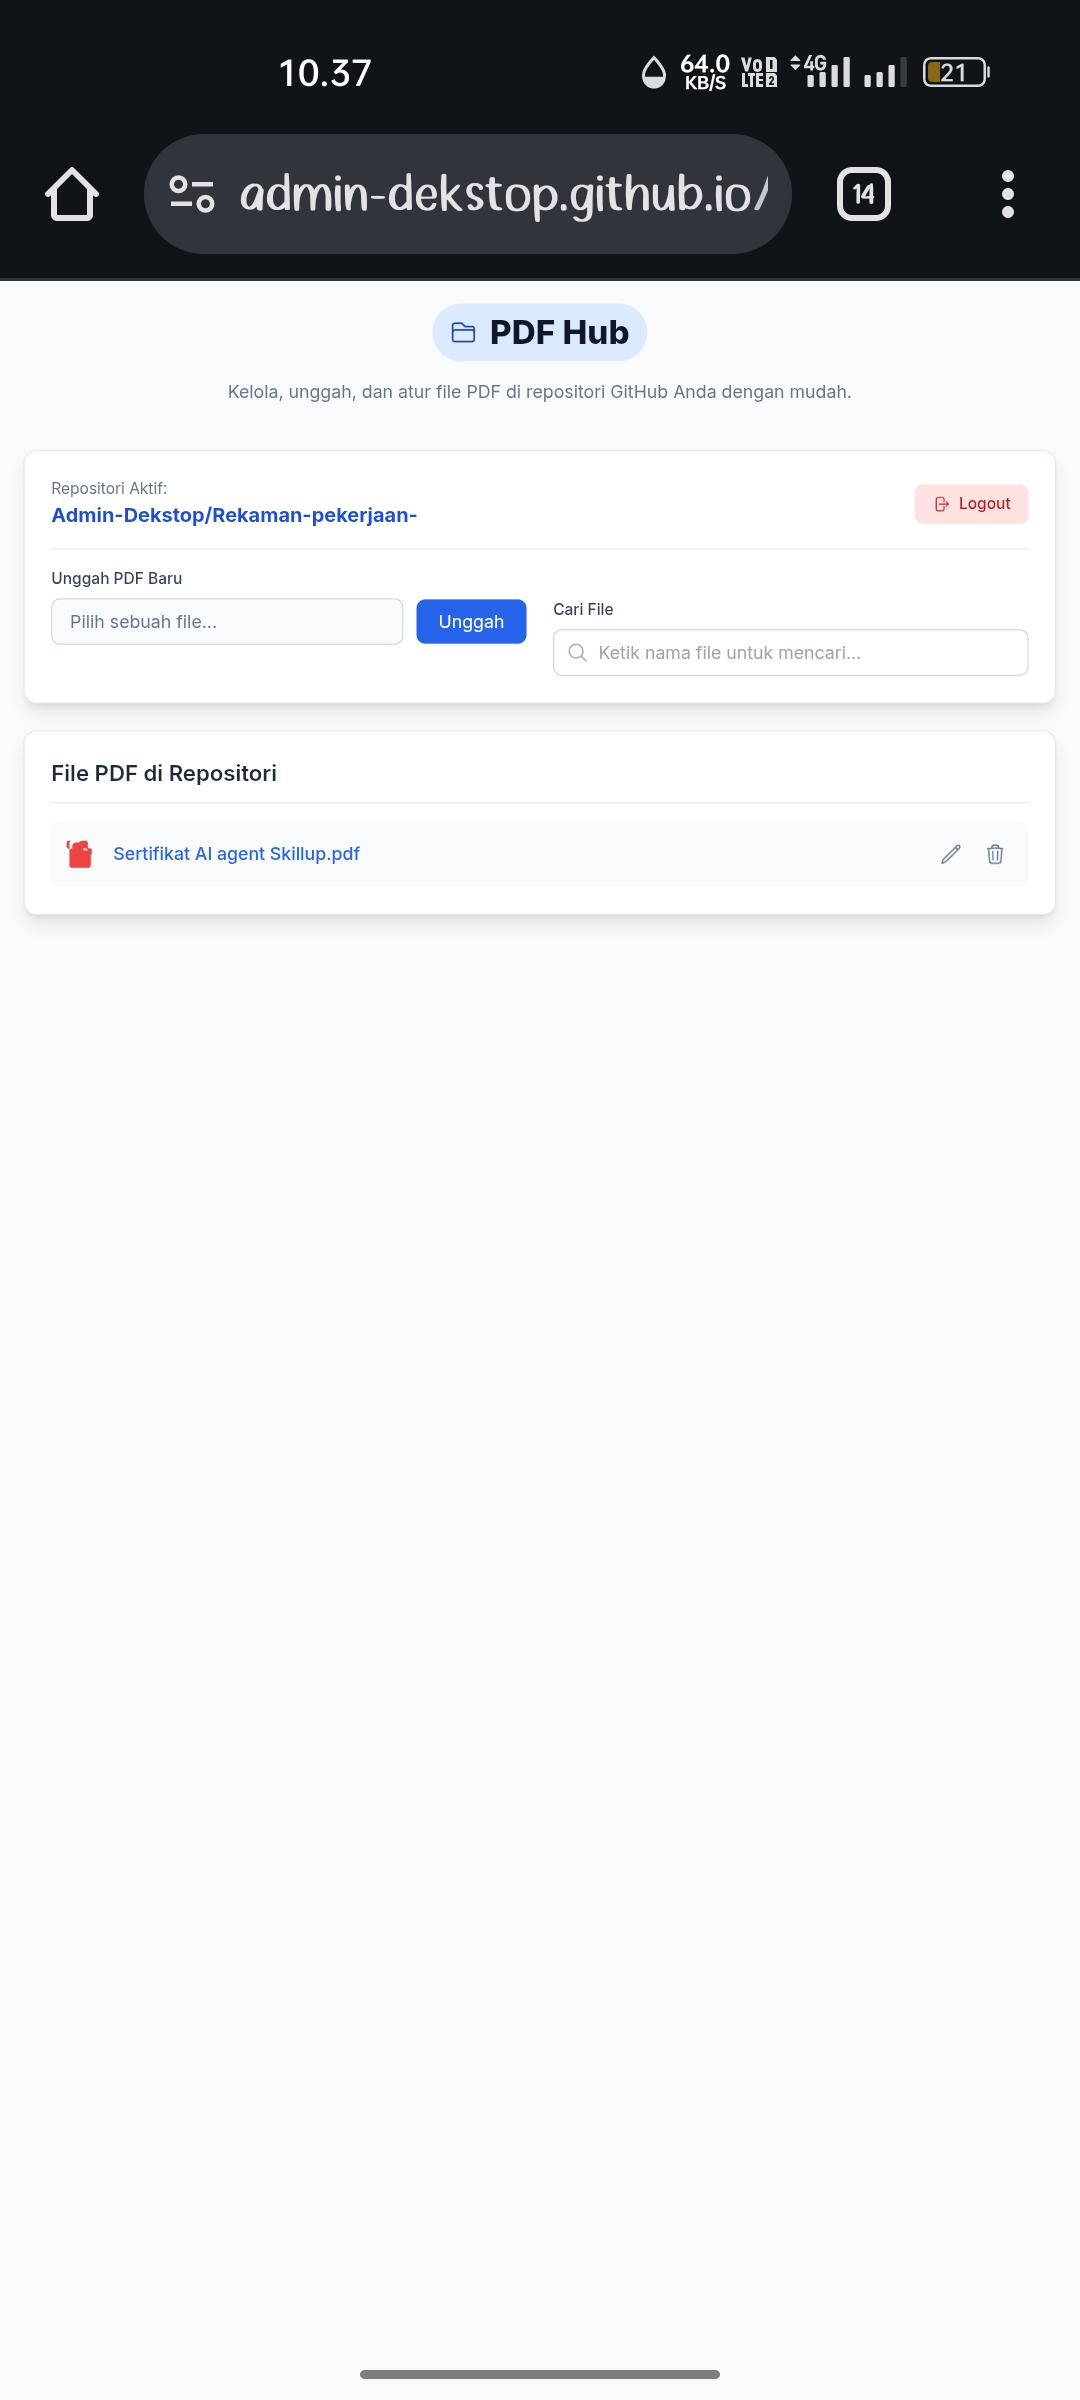 10.37
64.0
KB/S
Vo 1
LTE 2
4G
21
admin-dekstop.github.io/
14
PDF Hub
Kelola, unggah, dan atur file PDF di repositori GitHub Anda dengan mudah.
Repositori Aktif:
Admin-Dekstop/Rekaman-pekerjaan-
Logout
Unggah PDF Baru
Pilih sebuah file...
Unggah
Cari File
Ketik nama file untuk mencari...
File PDF di Repositori
Sertifikat AI agent Skillup.pdf